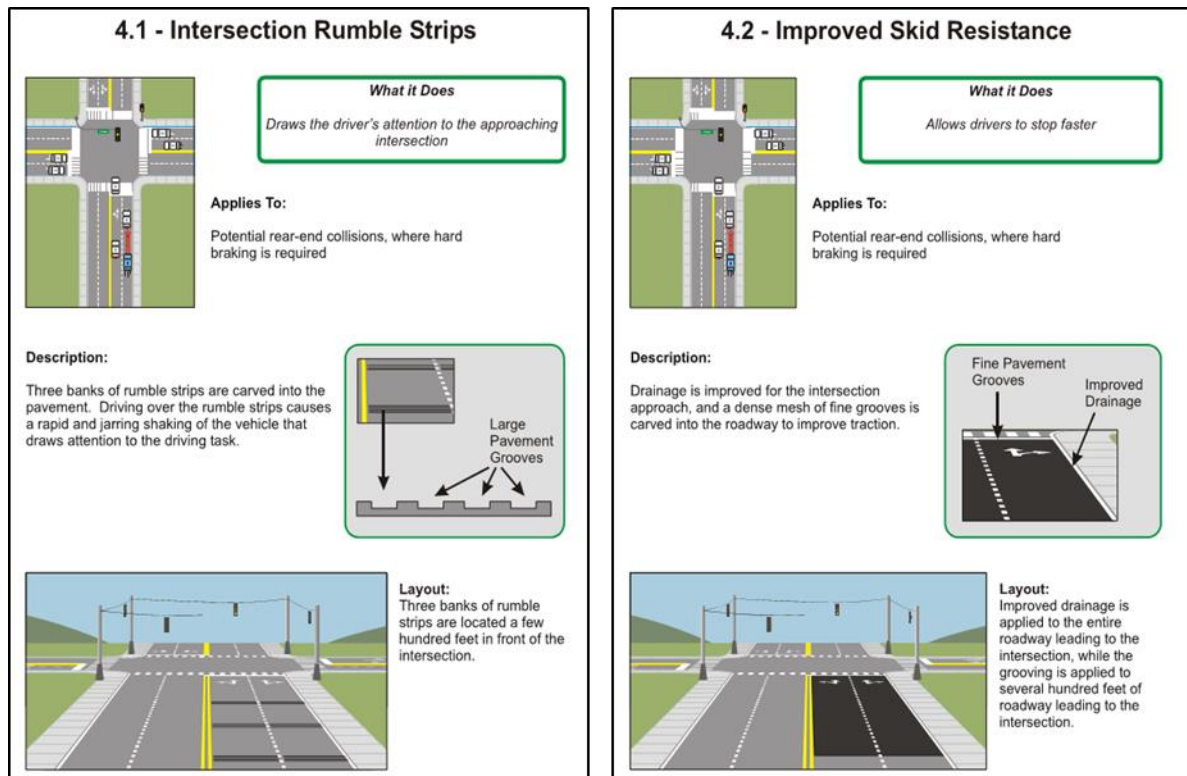 4.1 - Intersection Rumble Strips
What it Does
Draws the driver's attention to the approaching
intersection
Applies To:
Potential rear-end collisions, where hard
braking is required
Description:
Three banks of rumble strips are carved into the
pavement.  Driving over the rumble strips causes
a rapid and jarring shaking of the vehicle that
draws attention to the driving task.
Large
Pavement
Grooves
Layout:
Three banks of rumble
strips are located a few
hundred feet in front of the
intersection.
4.2 - Improved Skid Resistance
What it Does
Allows drivers to stop faster
Applies To:
Potential rear-end collisions, where hard
braking is required
Description:
Drainage is improved for the intersection
approach, and a dense mesh of fine grooves is
carved into the roadway to improve traction.
Fine Pavement
Grooves
Improved
Drainage
Layout:
Improved drainage is
applied to the entire
roadway leading to the
intersection, while the
grooving is applied to
several hundred feet of
roadway leading to the
intersection.